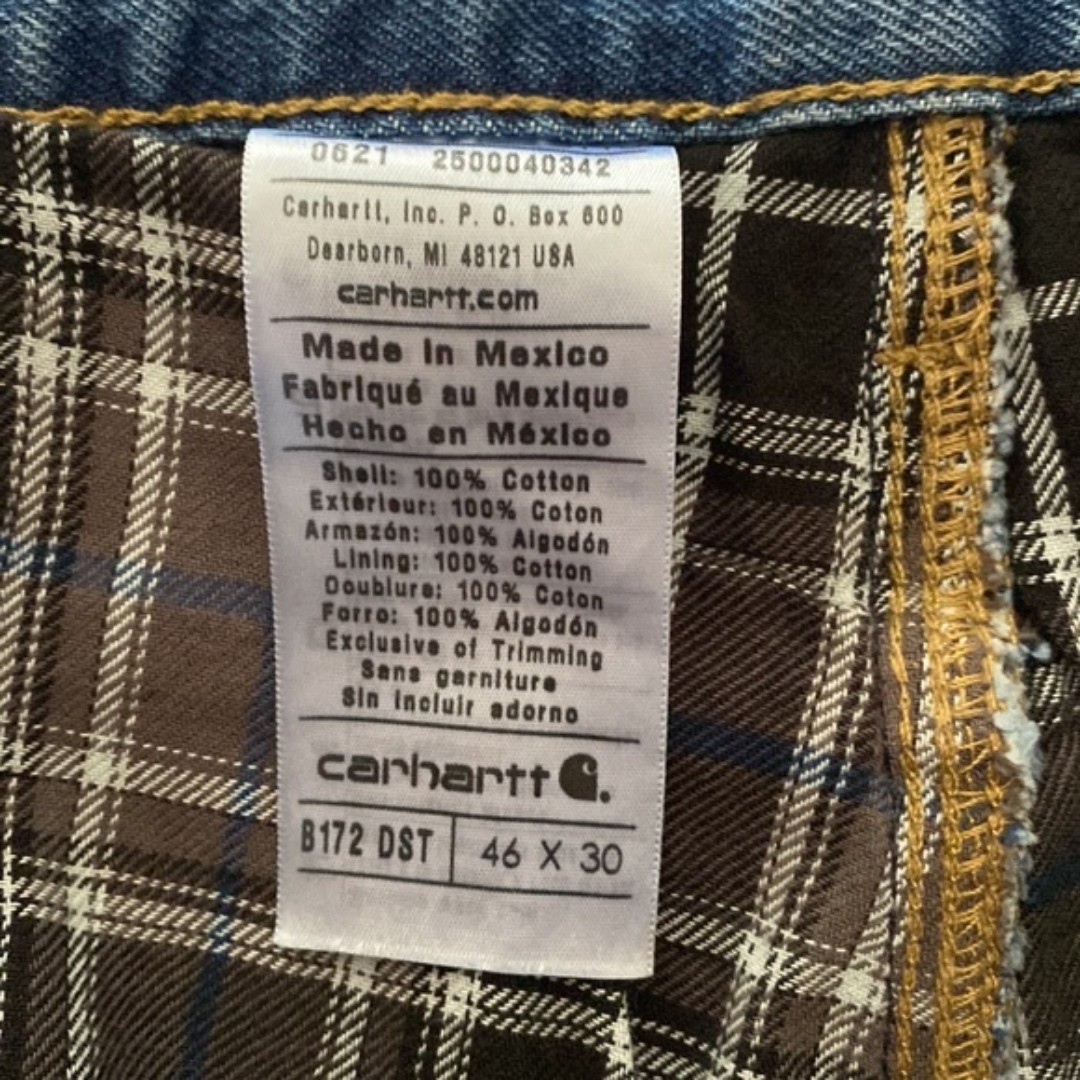 0621 2500040342
Carhartt, Inc. P. O. Box 600
Dearborn, MI 48121 USA
carhartt.com
Made in Mexico
Fabriqué au Mexique
Hecho en México
Shell: 100% Cotton
Extérieur: 100% Coton
Armazón: 100% Algodón
Lining: 100% Cotton
Doublure: 100% Coton
Forro: 100% Algodón
Exclusive of Trimming
Sans garniture
Sin incluir adorno
carhartt
B172 DST 46 X 30